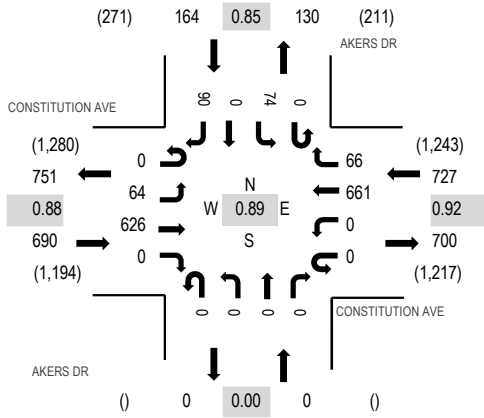 (271) 164 0.85 130 (211)
AKERS DR
90 0 74 0
CONSTITUTION AVE
(1,280) (1,243)
751 0 66 727
64 N 661
0.88 W 0.89 E 0.92
626 S 0
690 0 0 700
(1,194) (1,217)
0 0 0 0
CONSTITUTION AVE
AKERS DR
() 0 0.00 0 ()